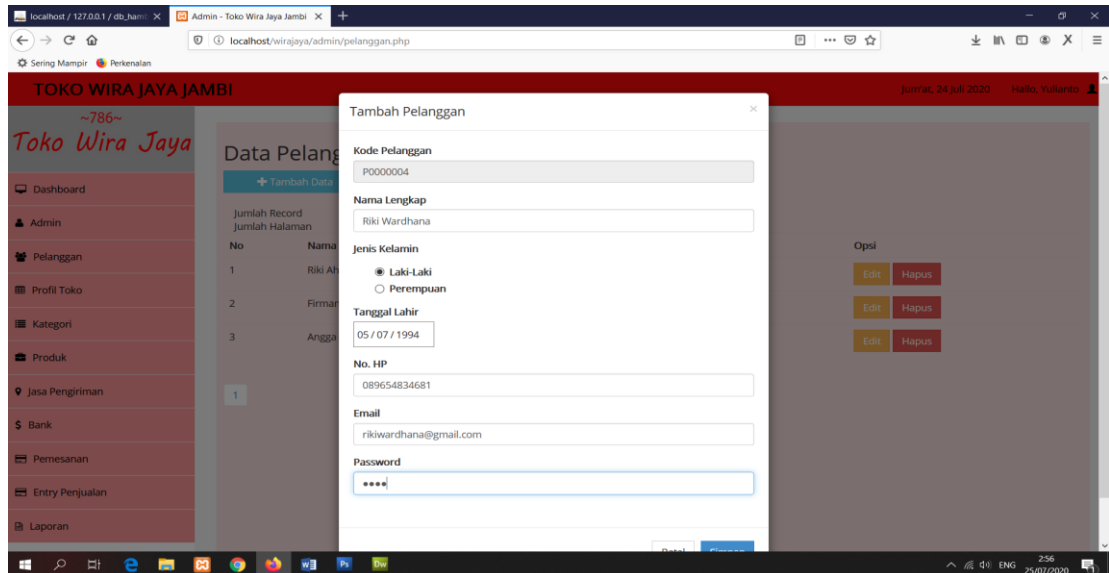 localhost / 127.0.0.1 / db_ham
Admin - Toko Wira Jaya Jambi
localhost/wirajaya/admin/pelanggan.php
Sering Mampir
Perkenalan
TOKO WIRA JAYA JAMBI
Jum'at, 24 Juli 2020
Hallo, Yulianto
~786~
Toko Wira Jaya
Dashboard
Admin
Pelanggan
Profil Toko
Kategori
Produk
Jasa Pengiriman
$ Bank
Pemesanan
Entry Penjualan
Laporan
Data Pelang
+ Tambah Data
Jumlah Record
Jumlah Halaman
No Nama Opsi
1 Riki Ah Edit Hapus
2 Firman Edit Hapus
3 Angga Edit Hapus
1
Tambah Pelanggan ×
Kode Pelanggan
P0000004
Nama Lengkap
Riki Wardhana
Jenis Kelamin
Laki-Laki
Perempuan
Tanggal Lahir
05 / 07 / 1994
No. HP
089654834681
Email
rikiwardhana@gmail.com
Password
••••
Batal Simpan
ENG
2:56
25/07/2020